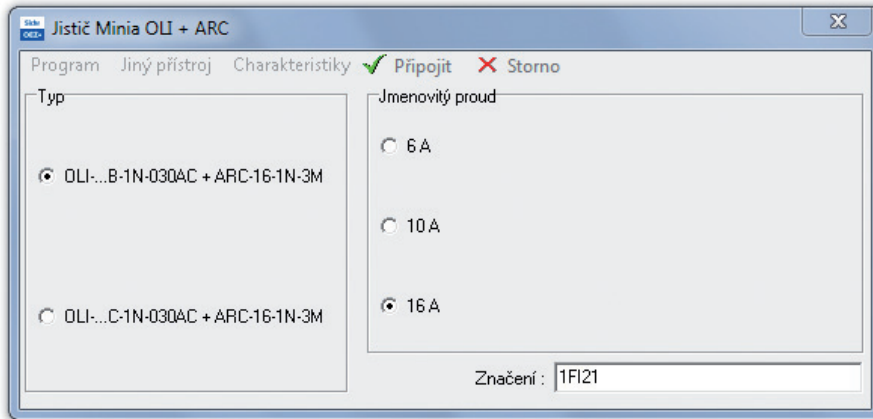 Jistič Minia OLI + ARC
Program Jiný přístroj Charakteristiky Připojit Storno
Typ
OLI-...B-1N-030AC + ARC-16-1N-3M
OLI-...C-1N-030AC + ARC-16-1N-3M
Jmenovitý proud
6 A
10 A
16 A
Značení : 1FI21